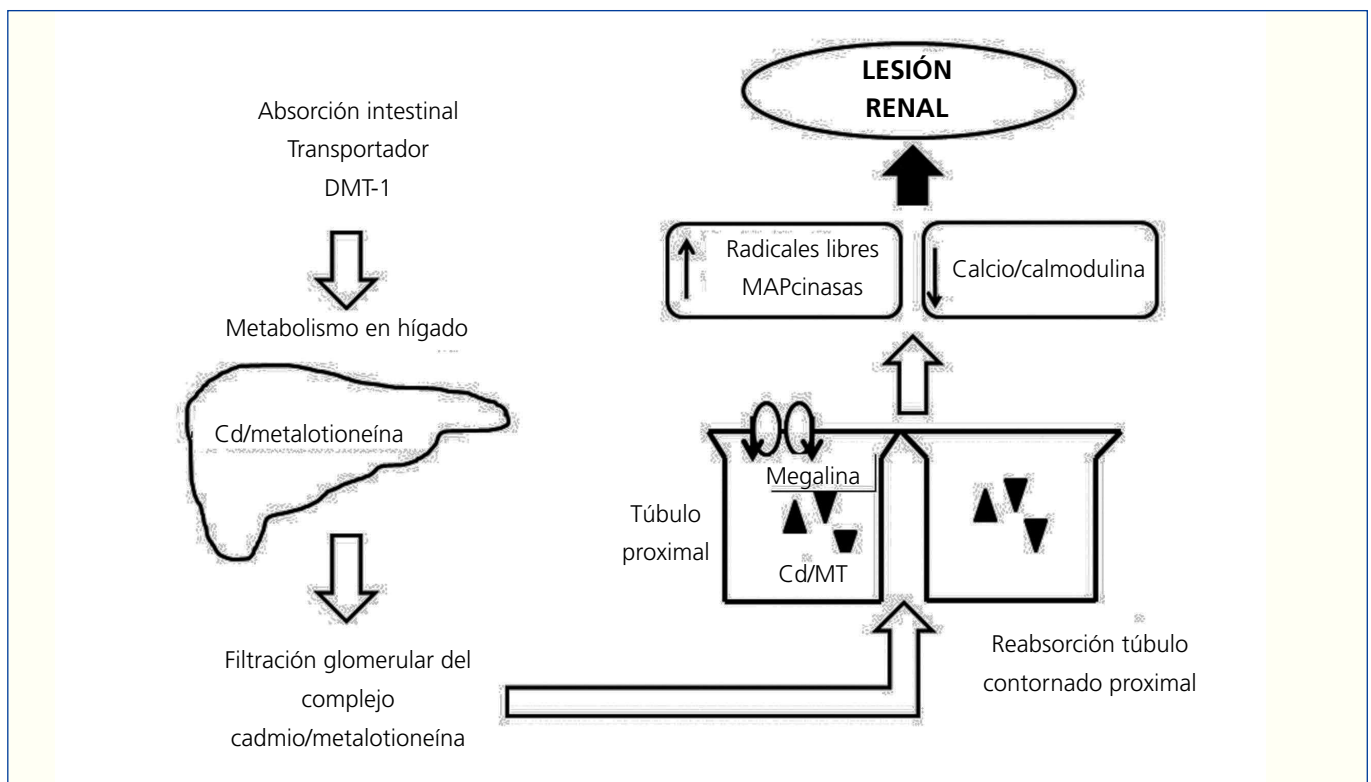 Absorción intestinal
Transportador
DMT-1
Metabolismo en hígado
Cd/metalotioneína
Filtración glomerular del
complejo
cadmio/metalotioneína
LESIÓN
RENAL
Radicales libres
MAPcinasas
Calcio/calmodulina
Megalina
Túbulo
proximal
Cd/MT
Reabsorción túbulo
contornado proximal